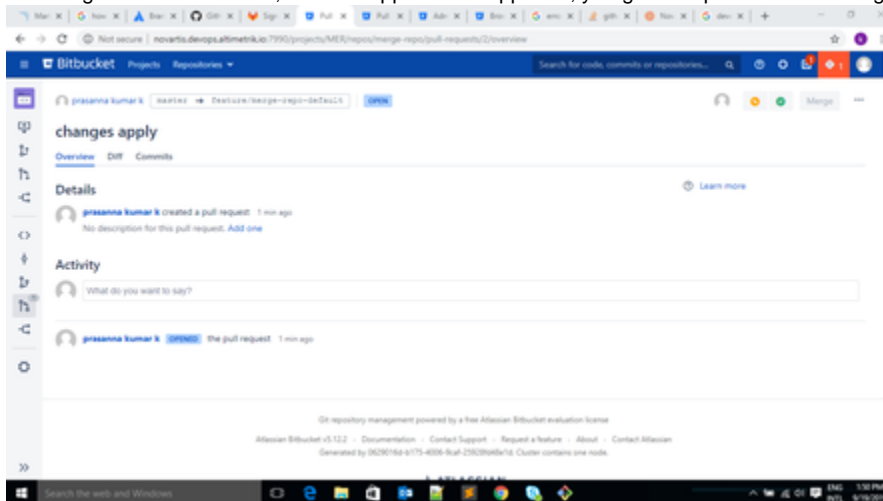 Not secure | novartis.devops.altimetrik.io:7990/projects/MER/repos/merge-repo/pull-requests/2/overview
Bitbucket Projects Repositories
Search for code, commits or repositories...
prasanna kumar k master feature/merge-repo-default OPEN
Merge
changes apply
Overview Diff Commits
Details
Learn more
prasanna kumar k created a pull request 1 min ago
No description for this pull request. Add one
Activity
What do you want to say?
prasanna kumar k OPENED the pull request 1 min ago
Git repository management powered by a free Atlassian Bitbucket evaluation license
Atlassian Bitbucket v5.12.2 · Documentation · Contact Support · Request a feature · About · Contact Atlassian
Cluster contains one node.
Search the web and Windows
ENG 1:50 PM
INTL